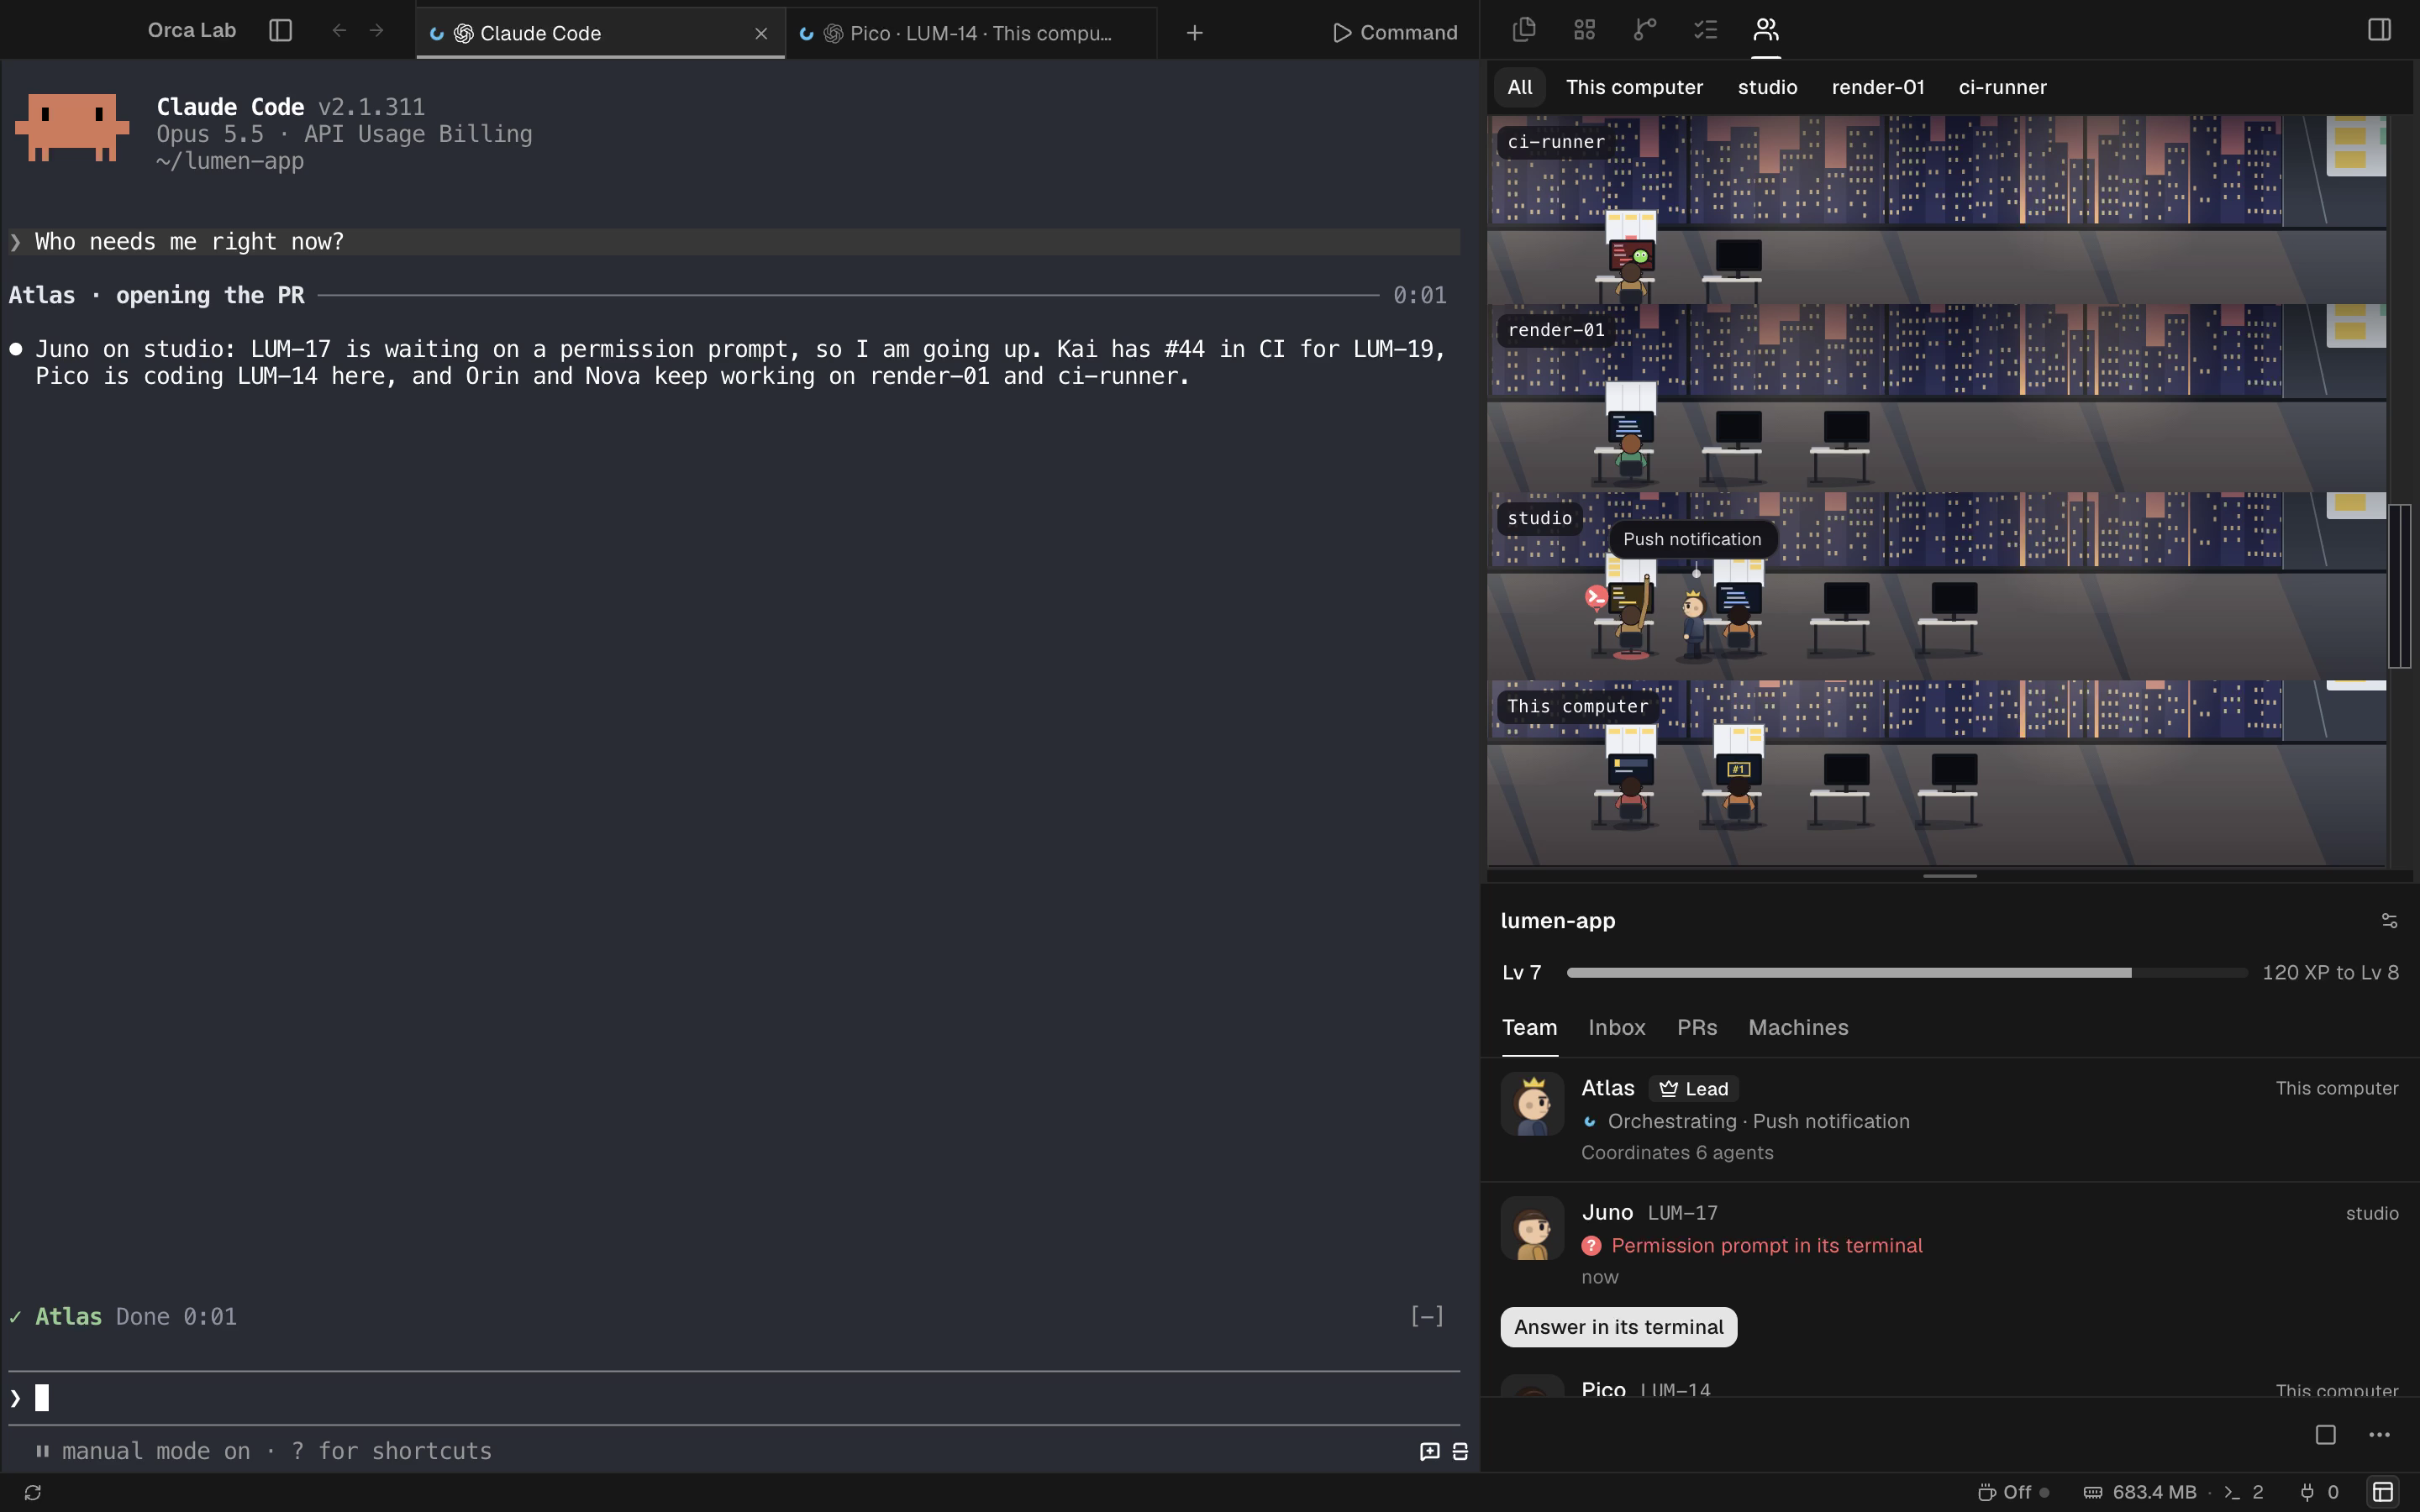 Orca Lab
Claude Code
Pico · LUM-14 · This compu...
Command
Claude Code v2.1.311
Opus 5.5 · API Usage Billing
~/lumen-app
❯ Who needs me right now?
Atlas · opening the PR 0:01
● Juno on studio: LUM-17 is waiting on a permission prompt, so I am going up. Kai has #44 in CI for LUM-19,
Pico is coding LUM-14 here, and Orin and Nova keep working on render-01 and ci-runner.
✓ Atlas Done 0:01 [-]
❯
manual mode on · ? for shortcuts
All This computer studio render-01 ci-runner
ci-runner
render-01
studio
Push notification
This computer
#1
lumen-app
Lv 7 120 XP to Lv 8
Team Inbox PRs Machines
Atlas Lead This computer
Orchestrating · Push notification
Coordinates 6 agents
Juno LUM-17 studio
? Permission prompt in its terminal
now
Answer in its terminal
Pico LUM-14 This computer
Off 683.4 MB · 2 0